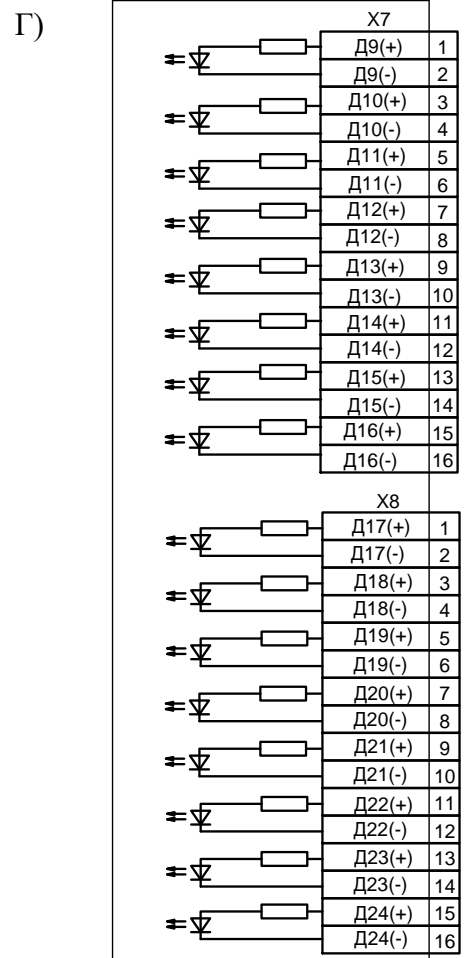 Г)
X7
Д9(+) 1
Д9(-) 2
Д10(+) 3
Д10(-) 4
Д11(+) 5
Д11(-) 6
Д12(+) 7
Д12(-) 8
Д13(+) 9
Д13(-) 10
Д14(+) 11
Д14(-) 12
Д15(+) 13
Д15(-) 14
Д16(+) 15
Д16(-) 16
X8
Д17(+) 1
Д17(-) 2
Д18(+) 3
Д18(-) 4
Д19(+) 5
Д19(-) 6
Д20(+) 7
Д20(-) 8
Д21(+) 9
Д21(-) 10
Д22(+) 11
Д22(-) 12
Д23(+) 13
Д23(-) 14
Д24(+) 15
Д24(-) 16